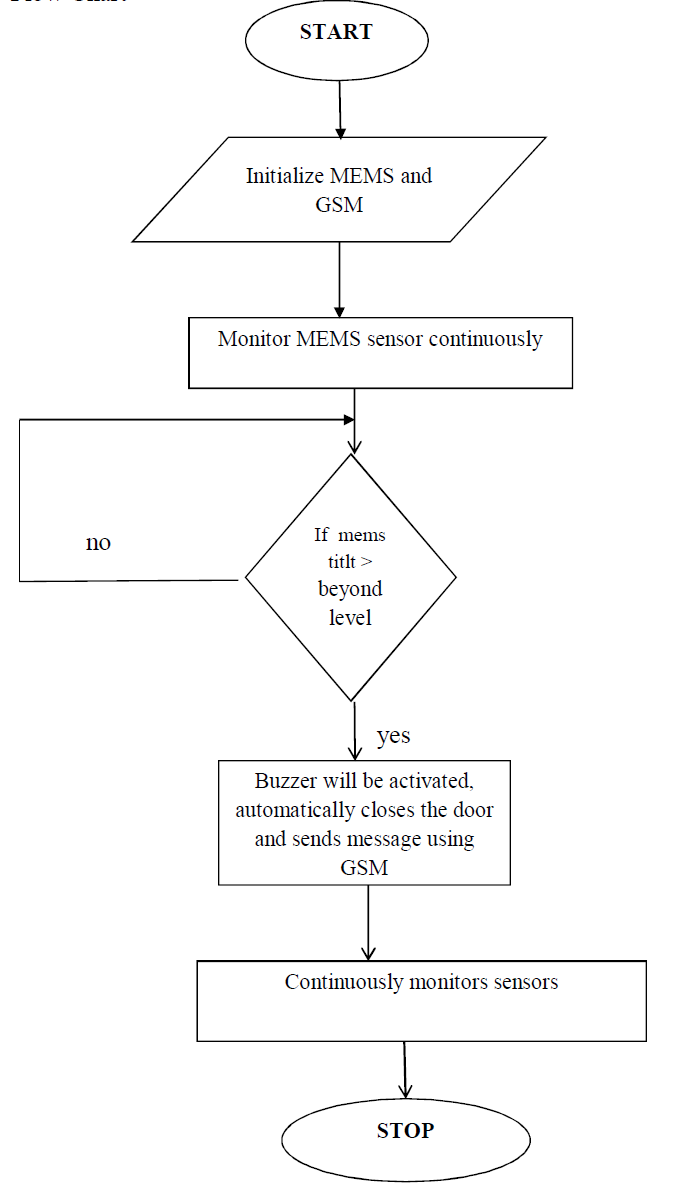 START
Initialize MEMS and
GSM
Monitor MEMS sensor continuously
If mems
titlt >
beyond
level
no
yes
Buzzer will be activated,
automatically closes the door
and sends message using
GSM
Continuously monitors sensors
STOP